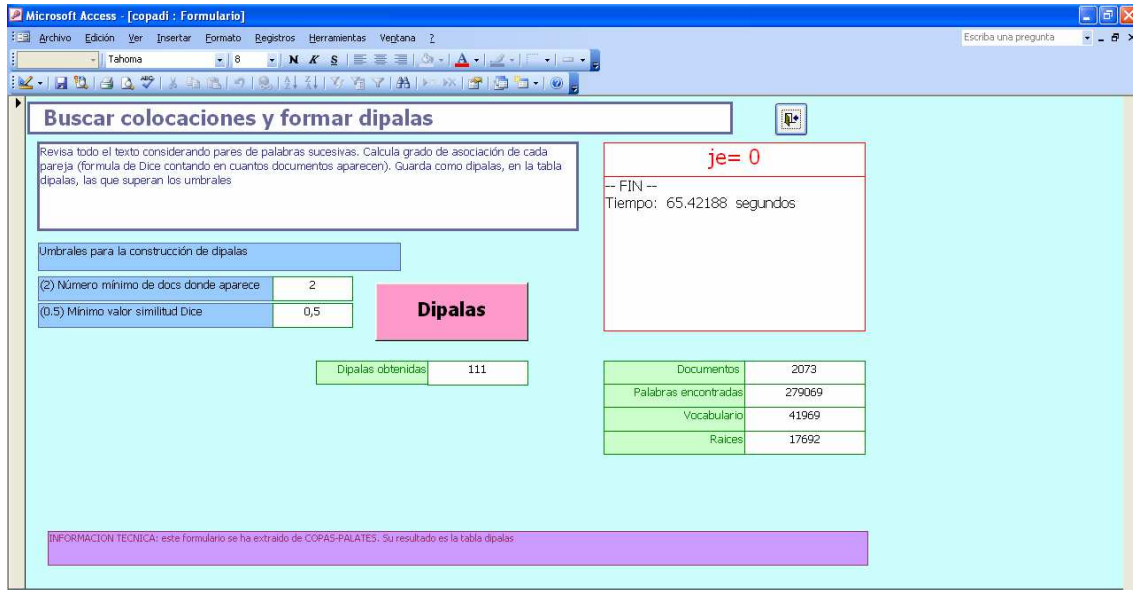 Microsoft Access - [copadi : Formulario]
Archivo Edición Ver Insertar Formato Registros Herramientas Ventana ?
Escriba una pregunta
Tahoma 8 N K S
Buscar colocaciones y formar dipalas
Revisa todo el texto considerando pares de palabras sucesivas. Calcula grado de asociación de cada
pareja (formula de Dice contando en cuantos documentos aparecen). Guarda como dipalas, en la tabla
dipalas, las que superan los umbrales
je= 0
-- FIN --
Tiempo: 65.42188 segundos
Umbrales para la construcción de dipalas
(2) Número mínimo de docs donde aparece 2
(0.5) Mínimo valor similitud Dice 0,5
Dipalas
Dipalas obtenidas 111
Documentos 2073
Palabras encontradas 279069
Vocabulario 41969
Raices 17692
INFORMACION TECNICA: este formulario se ha extraido de COPAS-PALATES. Su resultado es la tabla dipalas